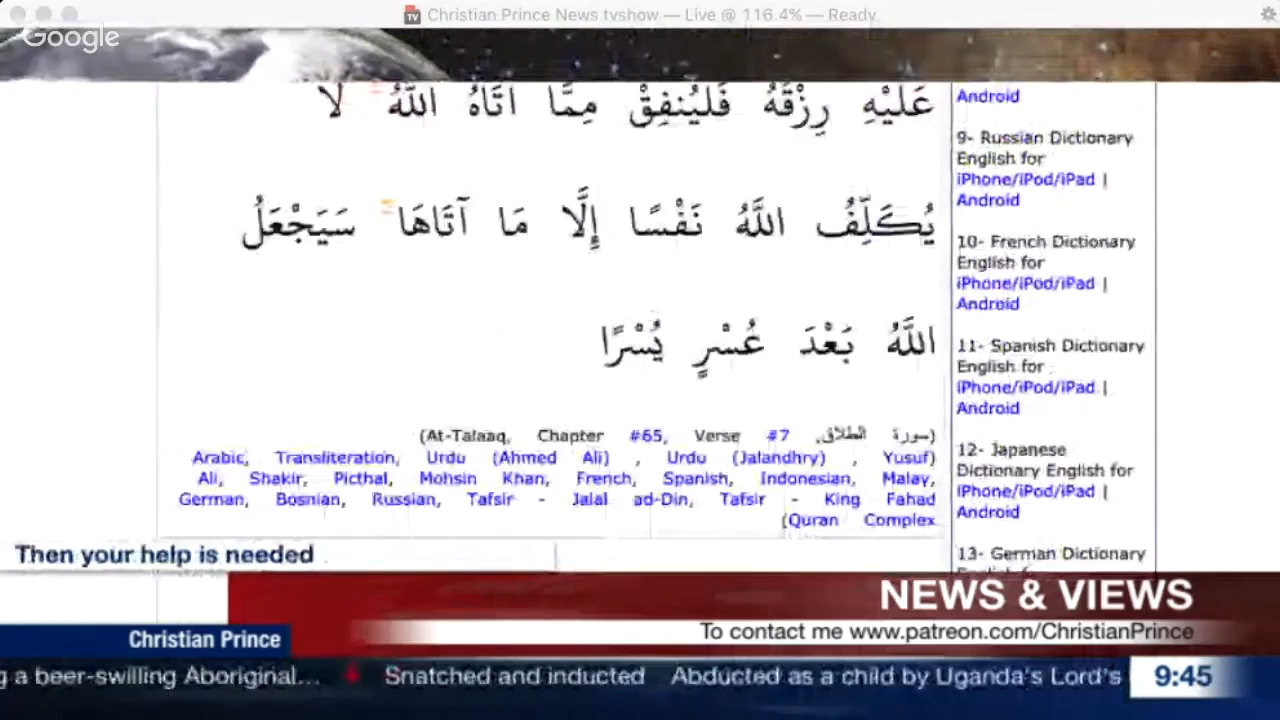 Christian Prince News tvshow — Live @ 116.4% — Ready
Google
عَلَيْهِ رِزْقُهُ فَلْيُنفِقْ مِمَّا آتَاهُ اللَّهُ لَا
يُكَلِّفُ اللَّهُ نَفْسًا إِلَّا مَا آتَاهَا سَيَجْعَلُ
اللَّهُ بَعْدَ عُسْرٍ يُسْرًا
(At-Talaaq, Chapter #65, Verse #7 سورة الطلاق,)
Arabic, Transliteration, Urdu (Ahmed Ali) , Urdu (Jalandhry) , Yusuf)
Ali, Shakir, Picthal, Mohsin Khan, French, Spanish, Indonesian, Malay,
German, Bosnian, Russian, Tafsir - Jalal ad-Din, Tafsir - King Fahad
(Quran Complex
Android
9- Russian Dictionary
English for
iPhone/iPod/iPad |
Android
10- French Dictionary
English for
iPhone/iPod/iPad |
Android
11- Spanish Dictionary
English for
iPhone/iPod/iPad |
Android
12- Japanese
Dictionary English for
iPhone/iPod/iPad |
Android
13- German Dictionary
Then your help is needed
NEWS & VIEWS
To contact me www.patreon.com/ChristianPrince
Christian Prince
g a beer-swilling Aboriginal... Snatched and inducted Abducted as a child by Uganda's Lord's
9:45